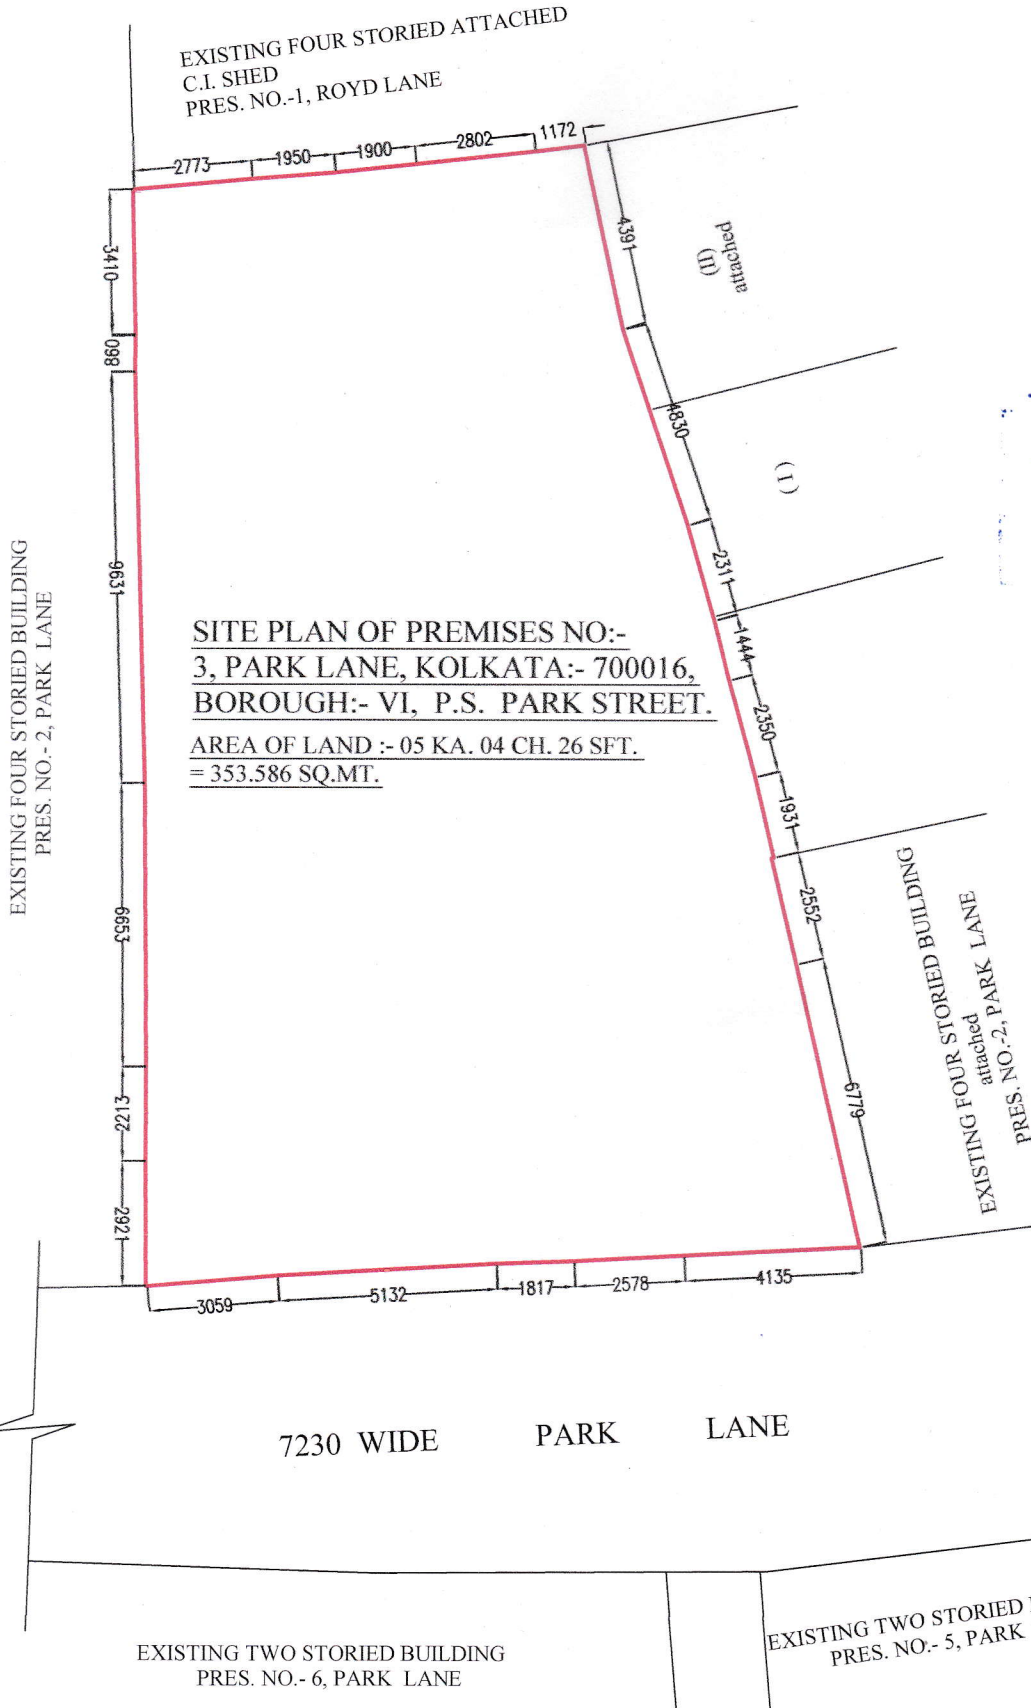 EXISTING FOUR STORIED ATTACHED
C.I. SHED
PRES. NO.-1, ROYD LANE
2773
1950
1900
2802
1172
3410
860
9631
6653
2172
2921
4391
4830
2311
1444
2350
1931
2552
6779
(II)
attached
( I )
EXISTING FOUR STORIED BUILDING
PRES. NO.- 2, PARK LANE
SITE PLAN OF PREMISES NO:-
3, PARK LANE, KOLKATA:- 700016,
BOROUGH:- VI, P.S. PARK STREET.
AREA OF LAND :- 05 KA. 04 CH. 26 SFT.
= 353.586 SQ.MT.
EXISTING FOUR STORIED BUILDING
attached
PRES. NO.-2, PARK LANE
3059
5132
1817
2578
4135
7230 WIDE PARK LANE
EXISTING TWO STORIED BUILDING
PRES. NO.- 6, PARK LANE
EXISTING TWO STORIED
PRES. NO.- 5, PARK